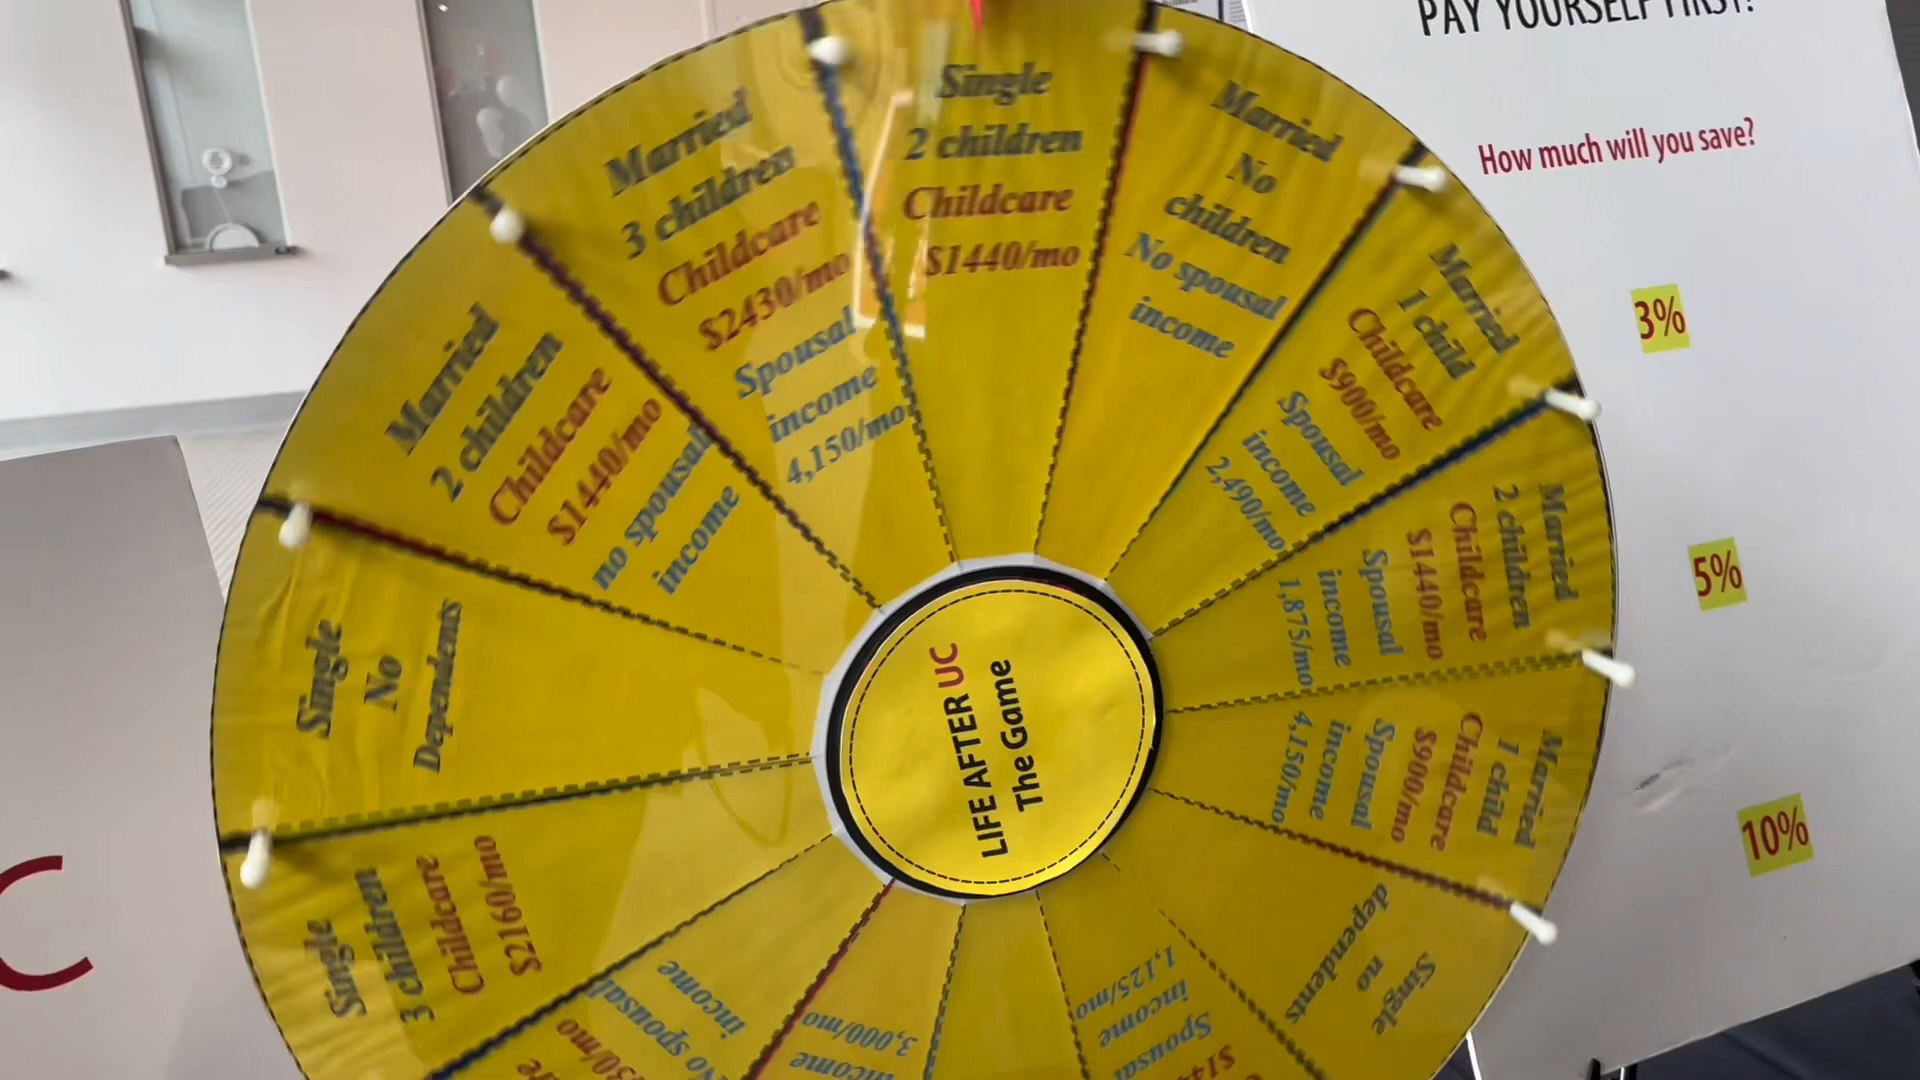 PAY YOURSELF FIRST!
How much will you save?
3%
5%
10%
Single
2 children
Childcare
$1440/mo
Married
No
children
No spousal
income
Married
1 child
Childcare
$900/mo
Spousal
income
2,490/mo
Married
2 children
Childcare
$1440/mo
Spousal
income
1,875/mo
Married
1 child
Childcare
$900/mo
Spousal
income
4,150/mo
Single
no
dependents
Spousal
income
1,125/mo
income
3,000/mo
No spousal
income
Single
3 Children
Childcare
$2160/mo
Single
No
Dependents
Married
2 children
Childcare
$1440/mo
no spousal
income
Married
3 children
Childcare
$2430/mo
Spousal
income
4,150/mo
LIFE AFTER UC
The Game
C